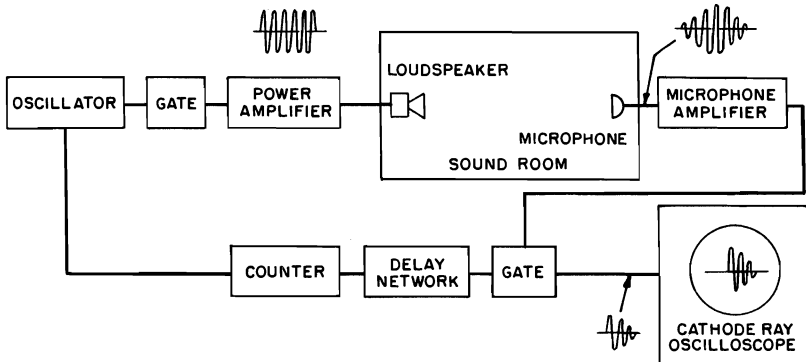 OSCILLATOR
GATE
POWER
AMPLIFIER
LOUDSPEAKER
MICROPHONE
SOUND ROOM
MICROPHONE
AMPLIFIER
COUNTER
DELAY
NETWORK
GATE
CATHODE RAY
OSCILLOSCOPE